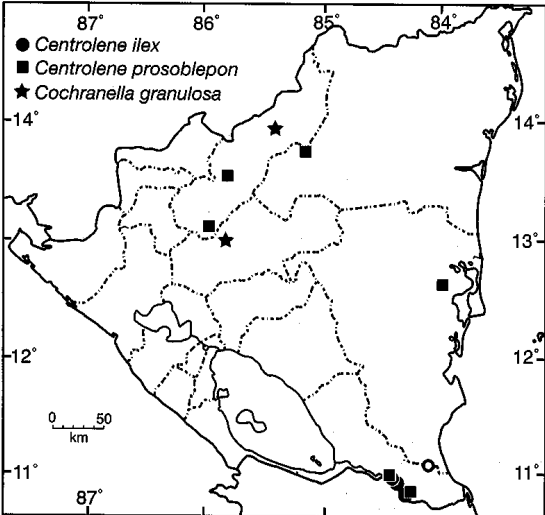 87° 86° 85° 84°
Centrolene ilex
Centrolene prosoblepon
Cochranella granulosa
14° 14°
13° 13°
12° 12°
0 50
km
11° 11°
87° 86° 85° 84°